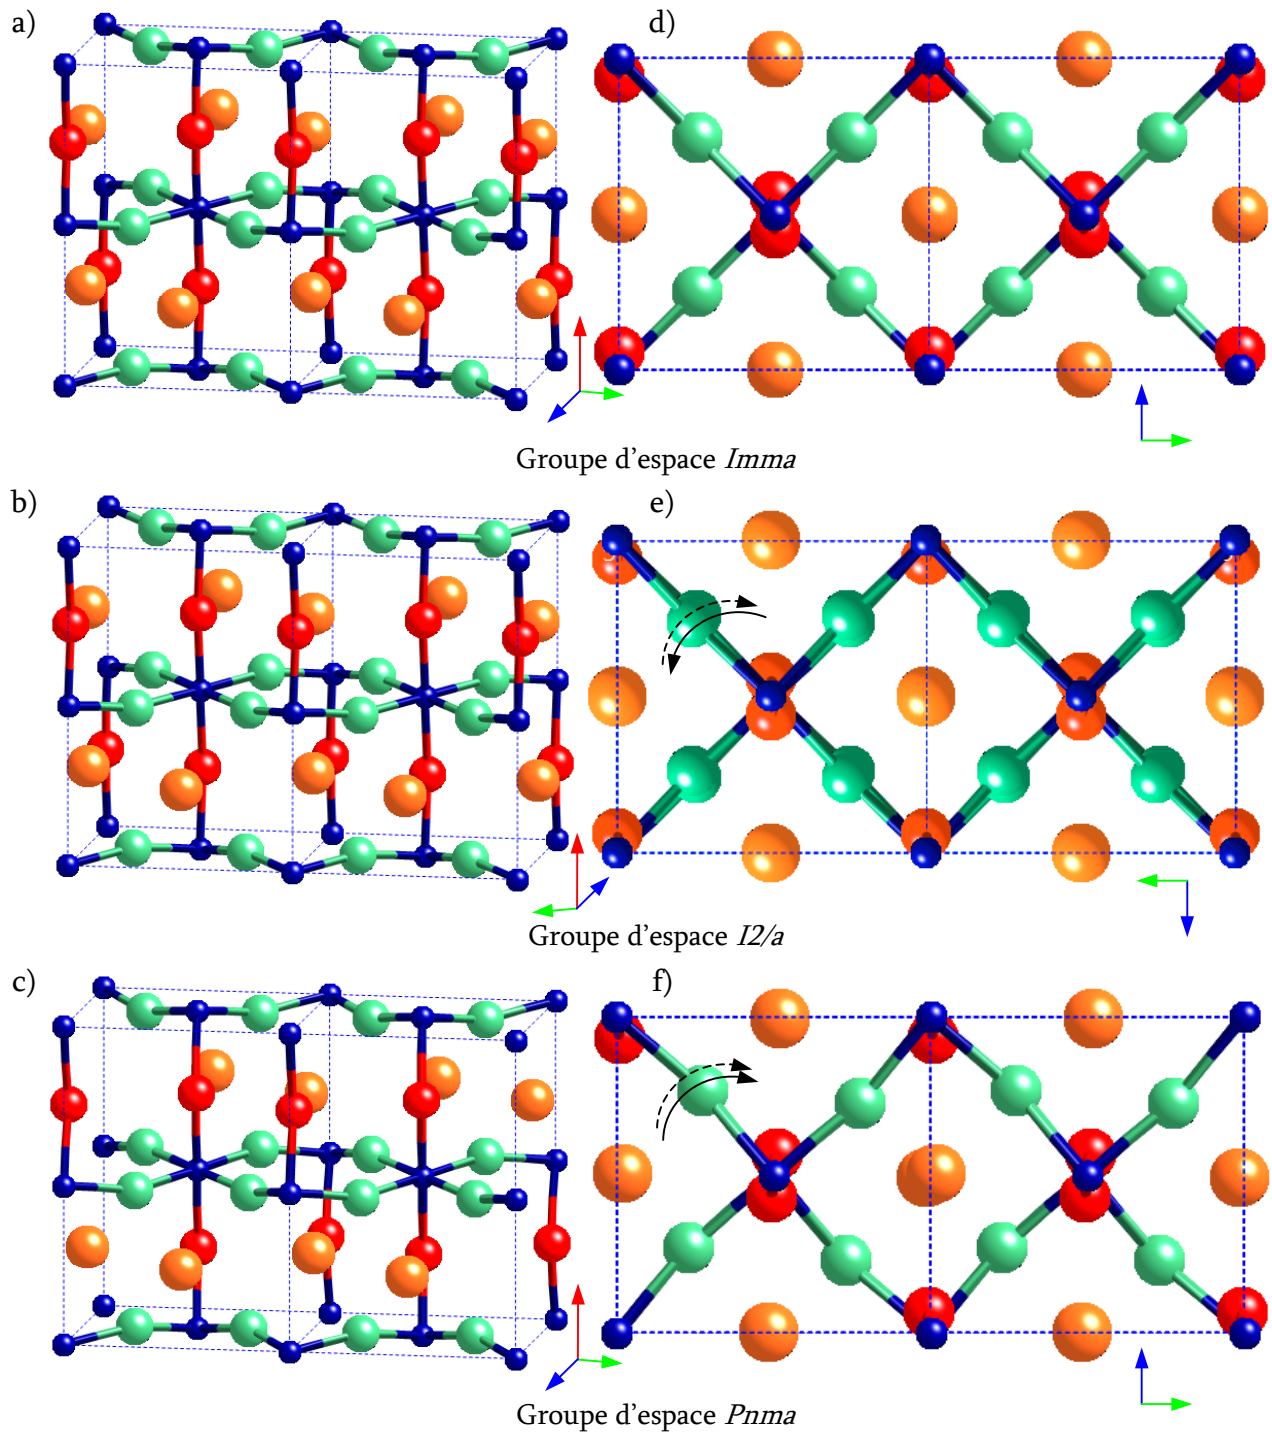 a)
d)
Groupe d'espace Imma
b)
e)
Groupe d'espace I2/a
c)
f)
Groupe d'espace Pnma